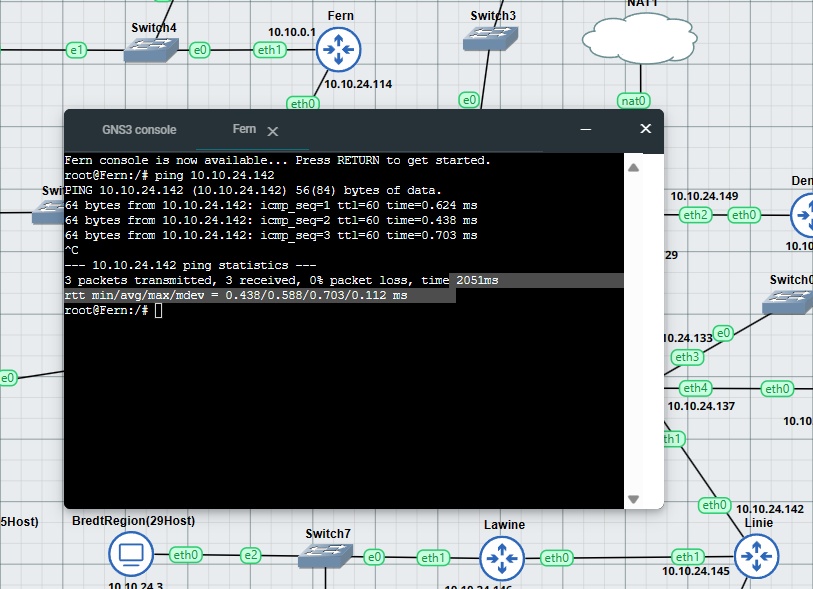 NAT1
Switch4
Fern
Switch3
10.10.0.1
e1
e0
eth1
10.10.24.114
eth0
e0
nat0
GNS3 console
Fern
Fern console is now available... Press RETURN to get started.
root@Fern:/# ping 10.10.24.142
PING 10.10.24.142 (10.10.24.142) 56(84) bytes of data.
64 bytes from 10.10.24.142: icmp_seq=1 ttl=60 time=0.624 ms
64 bytes from 10.10.24.142: icmp_seq=2 ttl=60 time=0.438 ms
64 bytes from 10.10.24.142: icmp_seq=3 ttl=60 time=0.703 ms
^C
--- 10.10.24.142 ping statistics ---
3 packets transmitted, 3 received, 0% packet loss, time 2051ms
rtt min/avg/max/mdev = 0.438/0.588/0.703/0.112 ms
root@Fern:/#
Swi
Den
10.10.24.149
eth2
eth0
10.10
29
Switch0
10.24.133
e0
eth3
e0
eth4
eth0
10.10.24.137
10.10.
th1
eth0
10.10.24.142
Linie
5Host)
BredtRegion(29Host)
Switch7
Lawine
eth0
e2
e0
eth1
eth0
eth1
10.10.24.145
10.10.24.3